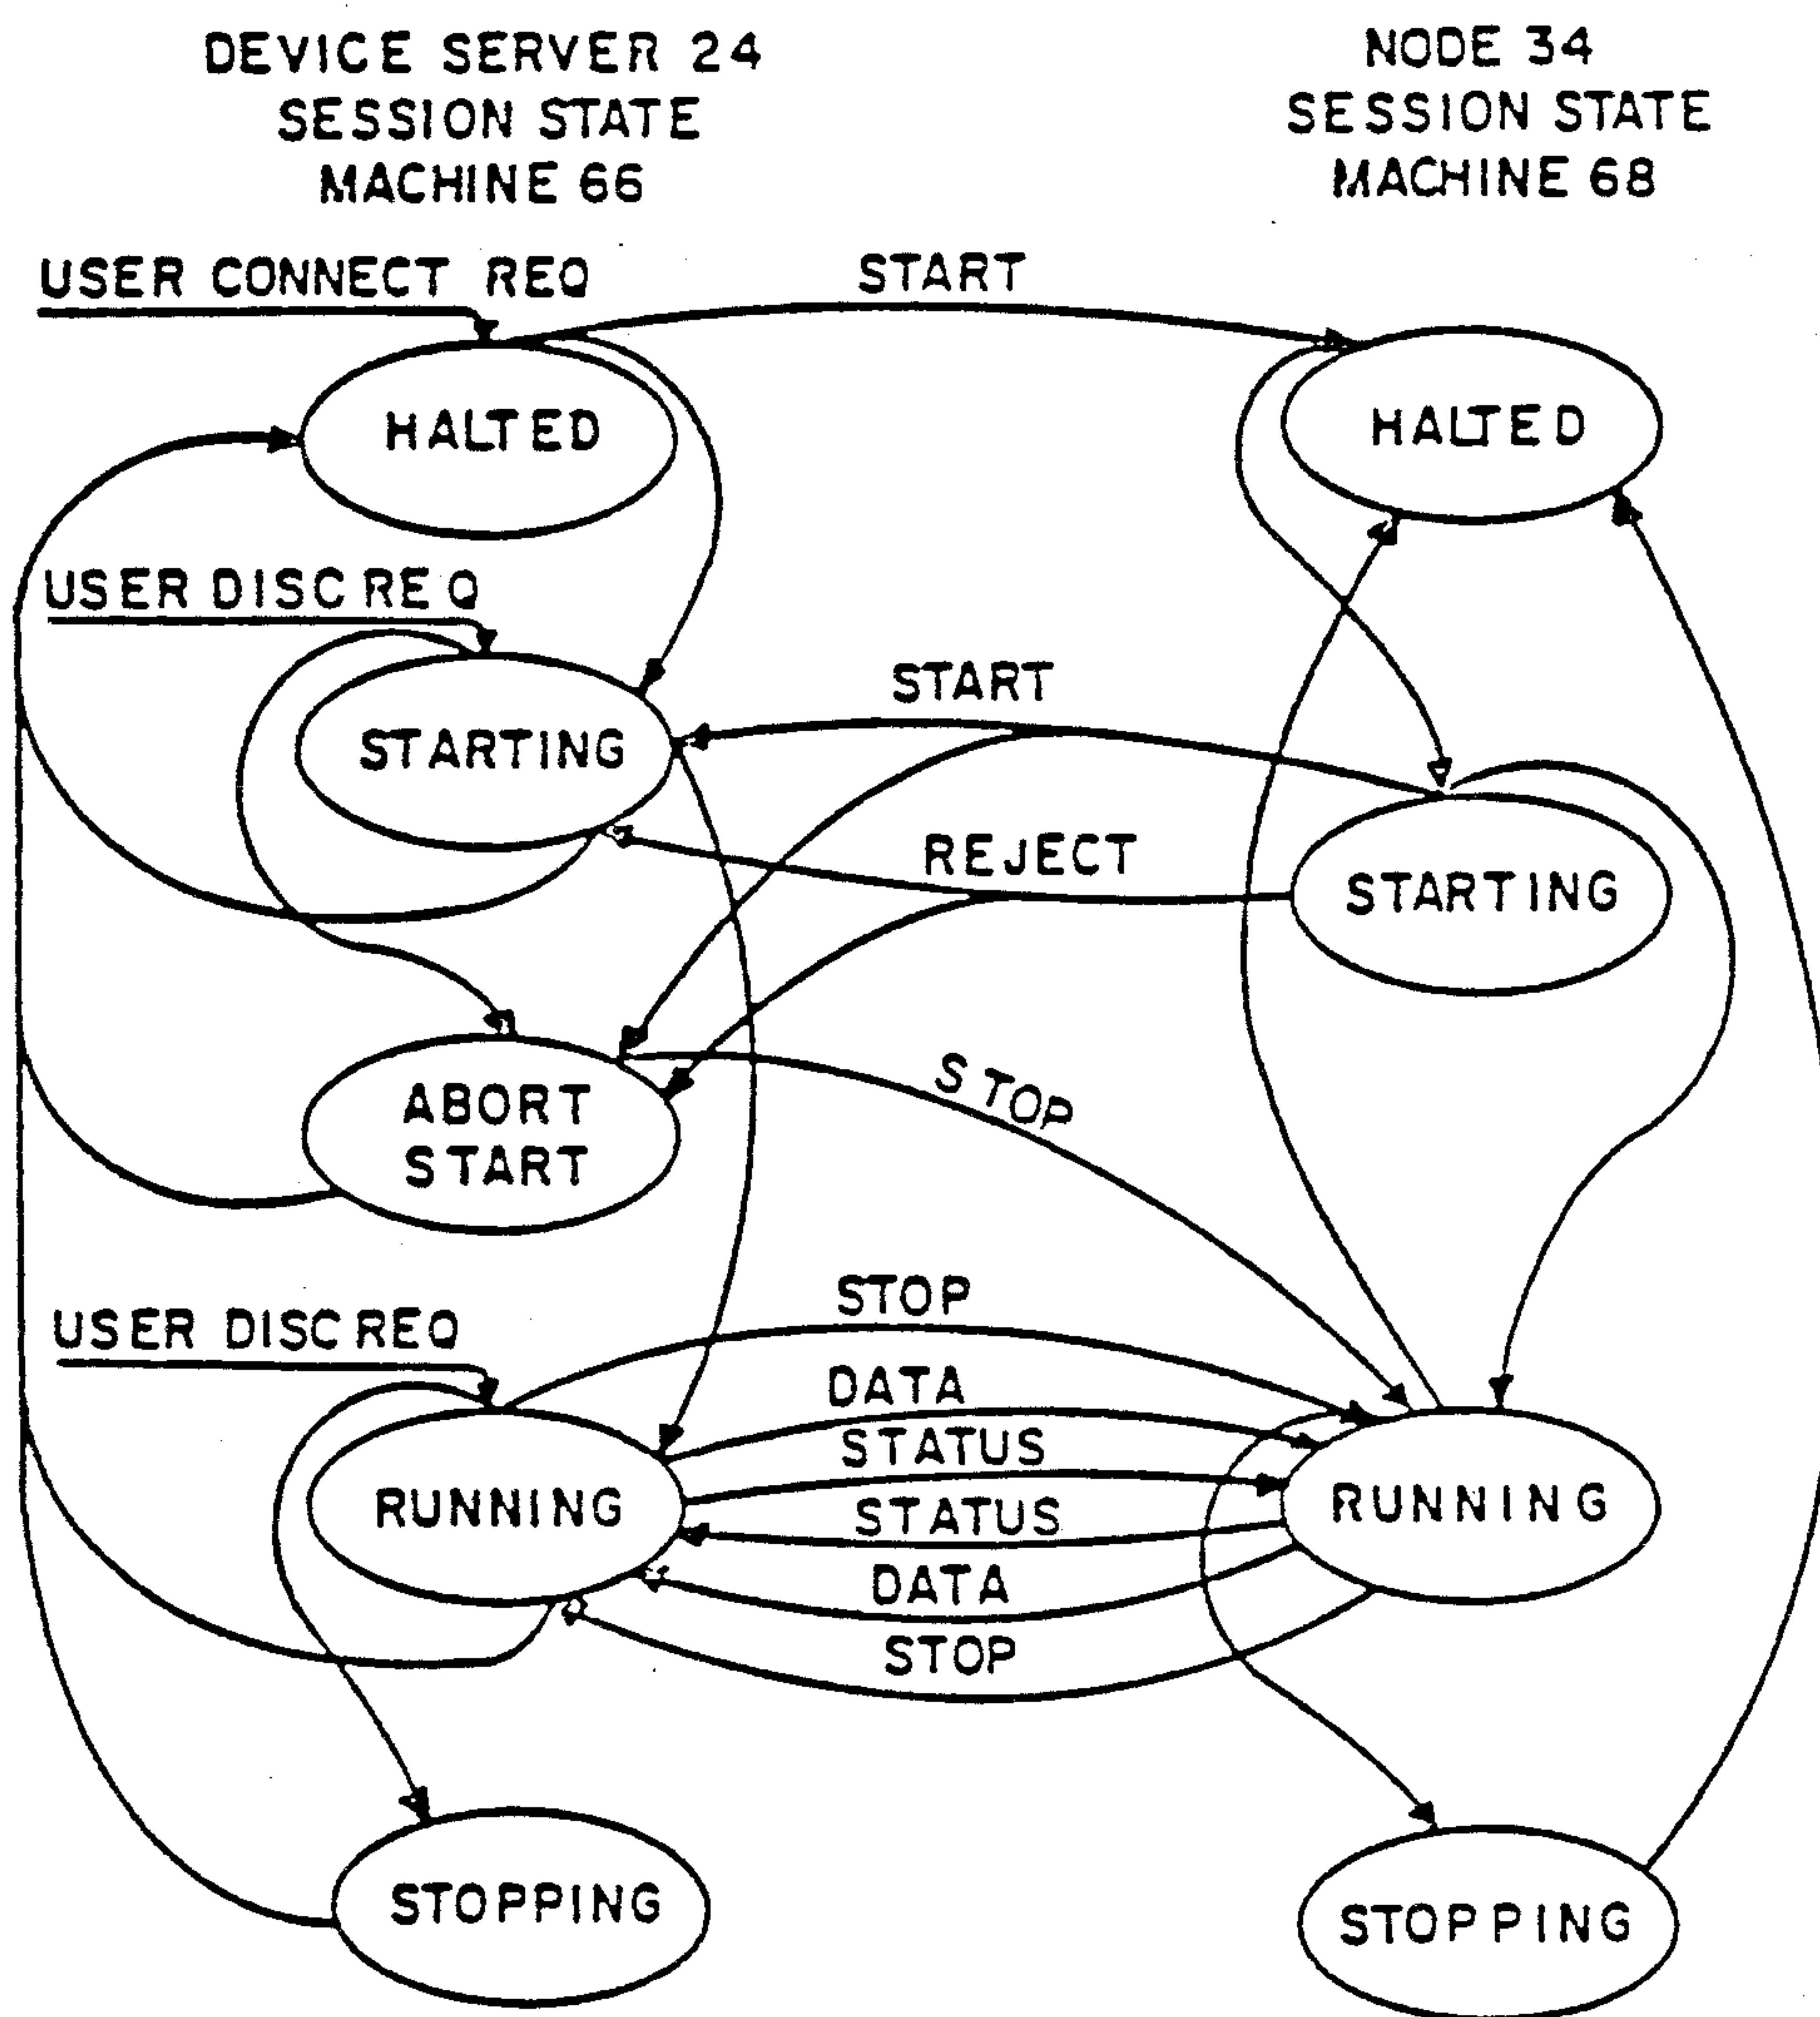 DEVICE SERVER 24
SESSION STATE
MACHINE 66
NODE 34
SESSION STATE
MACHINE 68
USER CONNECT REQ
START
HALTED
HALTED
USER DISC REQ
START
STARTING
REJECT
STARTING
ABORT
START
STOP
STOP
USER DISC REQ
DATA
STATUS
RUNNING
RUNNING
STATUS
DATA
STOP
STOPPING
STOPPING